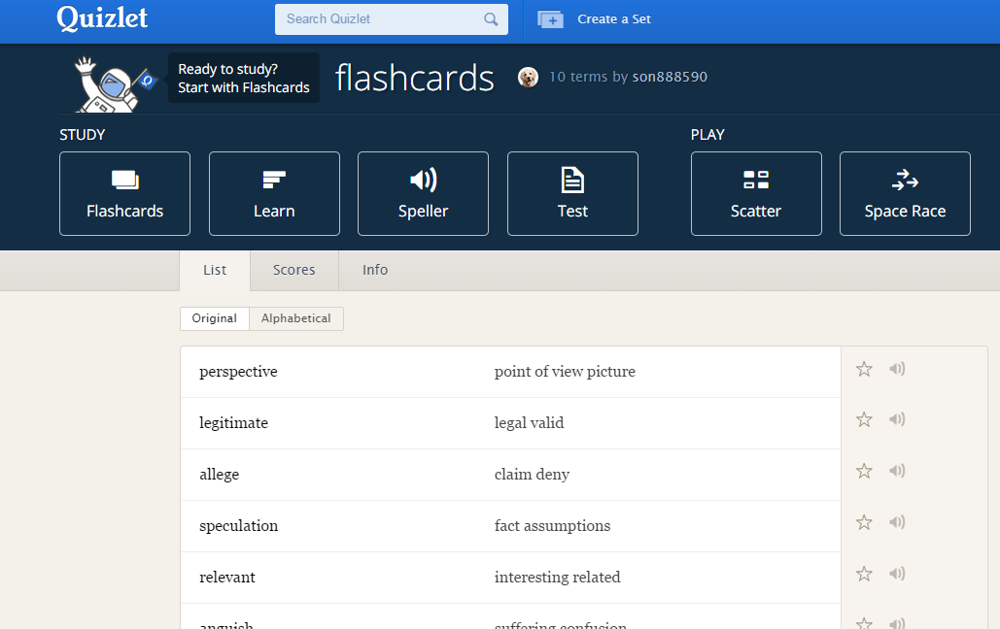 Quizlet
Search Quizlet
Create a Set
Ready to study?
Start with Flashcards
flashcards
10 terms by son888590
STUDY
PLAY
Flashcards
Learn
Speller
Test
Scatter
Space Race
List
Scores
Info
Original
Alphabetical
perspective
point of view picture
legitimate
legal valid
allege
claim deny
speculation
fact assumptions
relevant
interesting related
anguish
suffering confusion